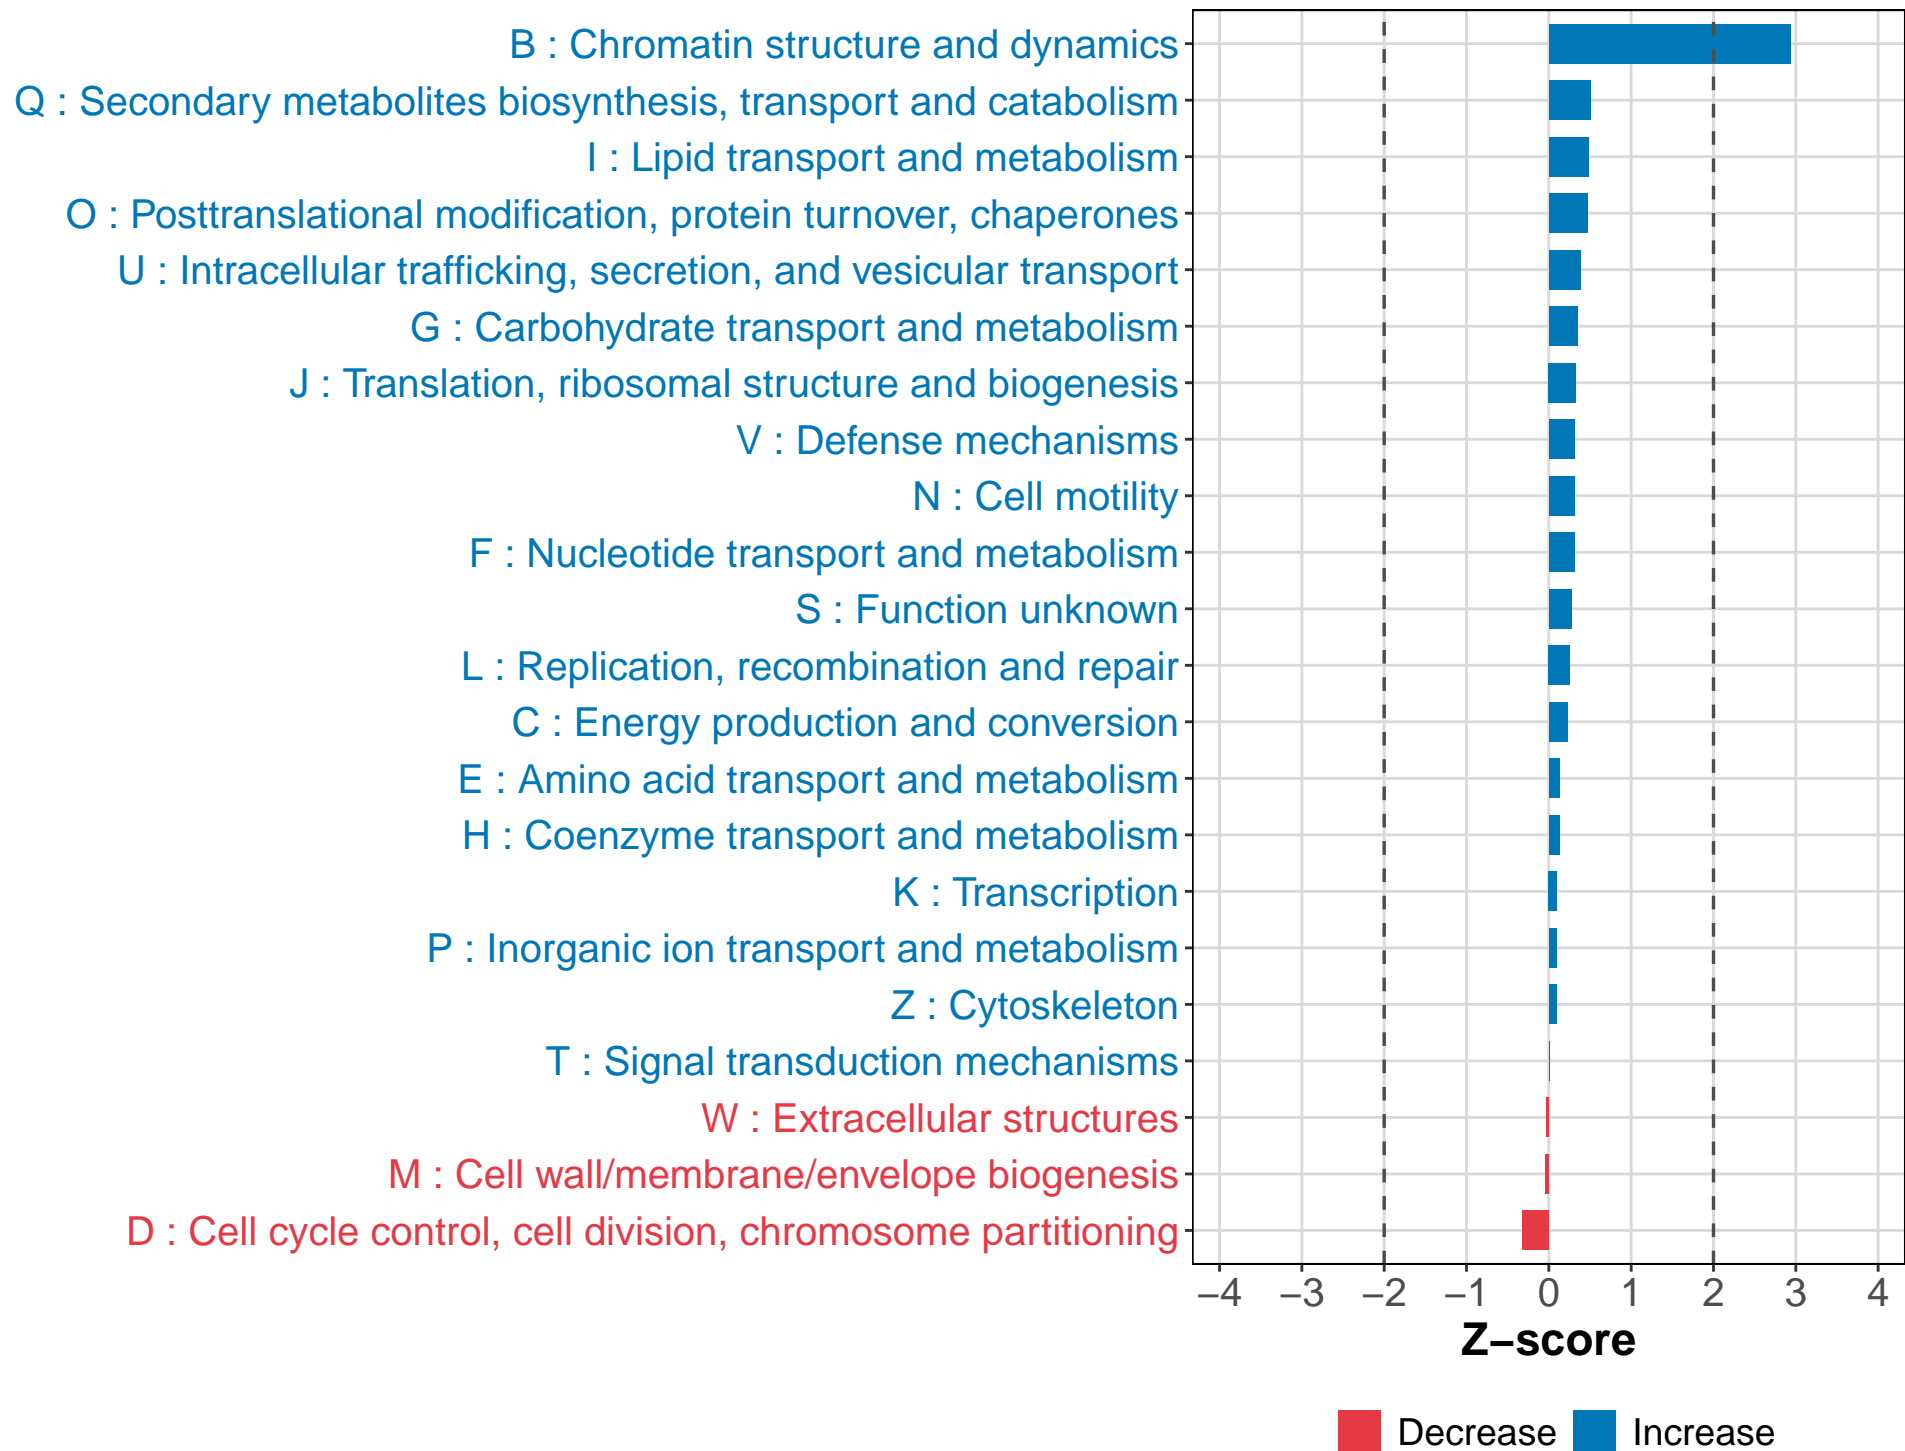 B : Chromatin structure and dynamics
Q : Secondary metabolites biosynthesis, transport and catabolism
I : Lipid transport and metabolism
O : Posttranslational modification, protein turnover, chaperones
U : Intracellular trafficking, secretion, and vesicular transport
G : Carbohydrate transport and metabolism
J : Translation, ribosomal structure and biogenesis
V : Defense mechanisms
N : Cell motility
F : Nucleotide transport and metabolism
S : Function unknown
L : Replication, recombination and repair
C : Energy production and conversion
E : Amino acid transport and metabolism
H : Coenzyme transport and metabolism
K : Transcription
P : Inorganic ion transport and metabolism
Z : Cytoskeleton
T : Signal transduction mechanisms
W : Extracellular structures
M : Cell wall/membrane/envelope biogenesis
D : Cell cycle control, cell division, chromosome partitioning
−4 −3 −2 −1 0 1 2 3 4
Z−score
Decrease Increase